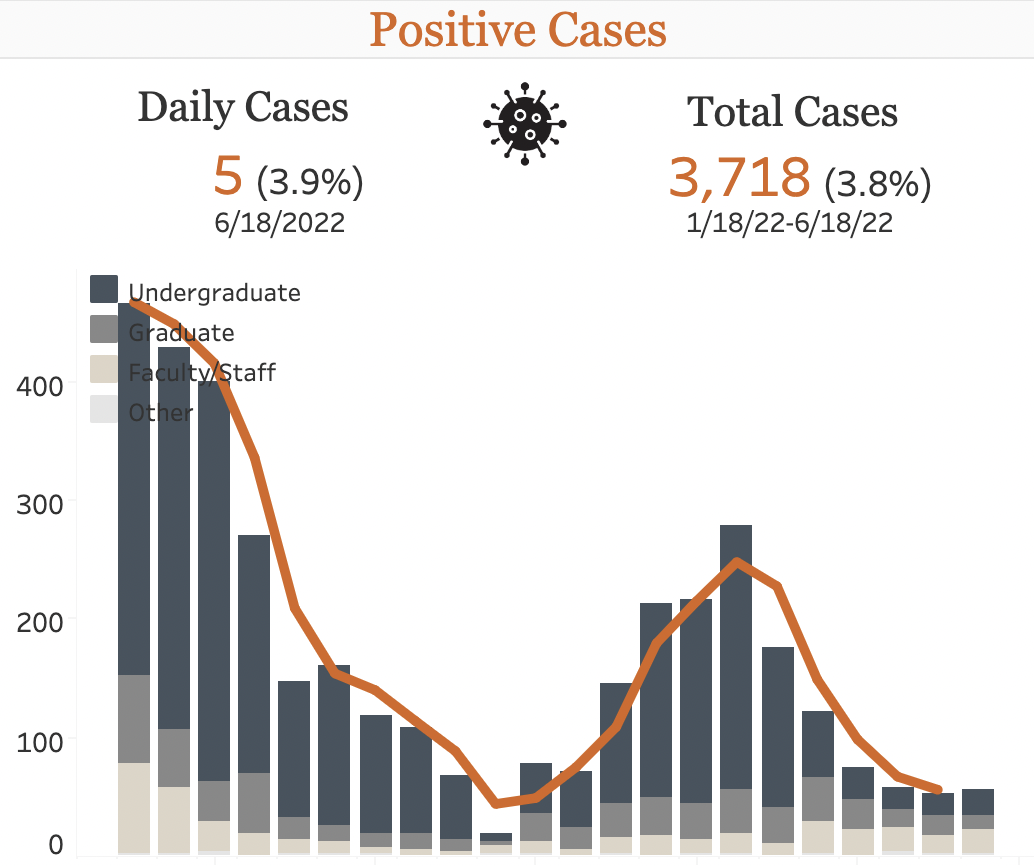 Positive Cases
Daily Cases
5 (3.9%)
6/18/2022
Total Cases
3,718 (3.8%)
1/18/22-6/18/22
Undergraduate
Graduate
Faculty/Staff
Other
400
300
200
100
0